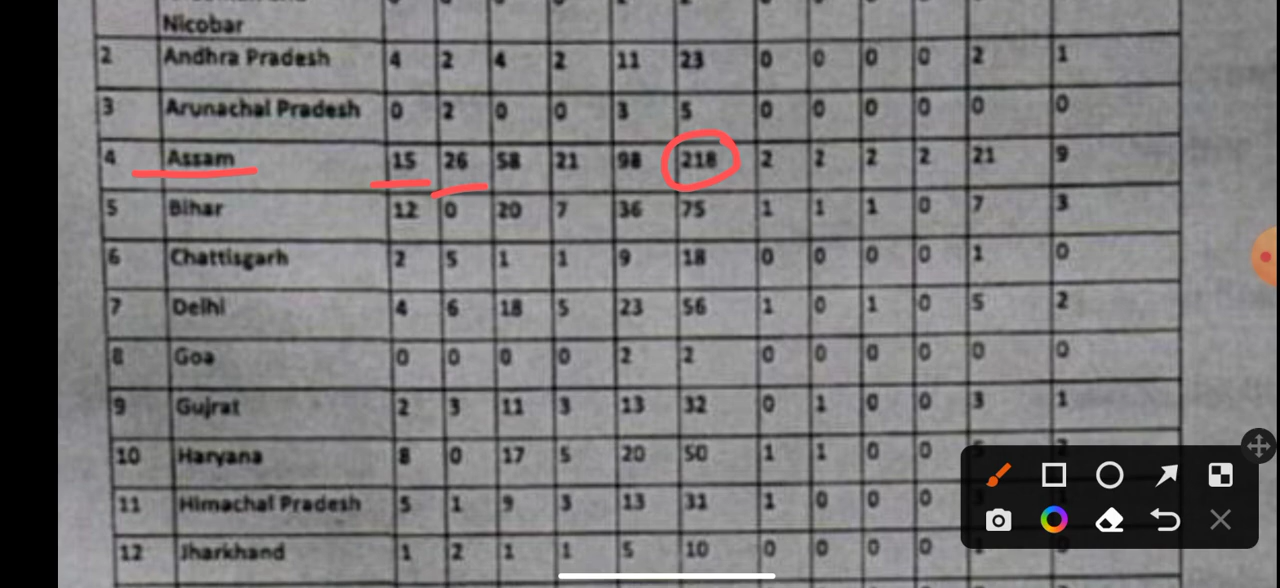 Nicobar
2 Andhra Pradesh 4 2 4 2 11 23 0 0 0 0 2 1
3 Arunachal Pradesh 0 2 0 0 3 5 0 0 0 0 0 0
4 Assam 15 26 58 21 98 218 2 2 2 2 21 9
5 Bihar 12 0 20 7 36 75 1 1 1 0 7 3
6 Chattisgarh 2 5 1 1 9 18 0 0 0 0 1 0
7 Delhi 4 6 18 5 23 56 1 0 1 0 5 2
8 Goa 0 0 0 0 2 2 0 0 0 0 0 0
9 Gujrat 2 3 11 3 13 32 0 1 0 0 3 1
10 Haryana 8 0 17 5 20 50 1 1 0 0
11 Himachal Pradesh 5 1 9 3 13 31 1 0 0 0
12 Jharkhand 1 2 1 1 5 10 0 0 0 0